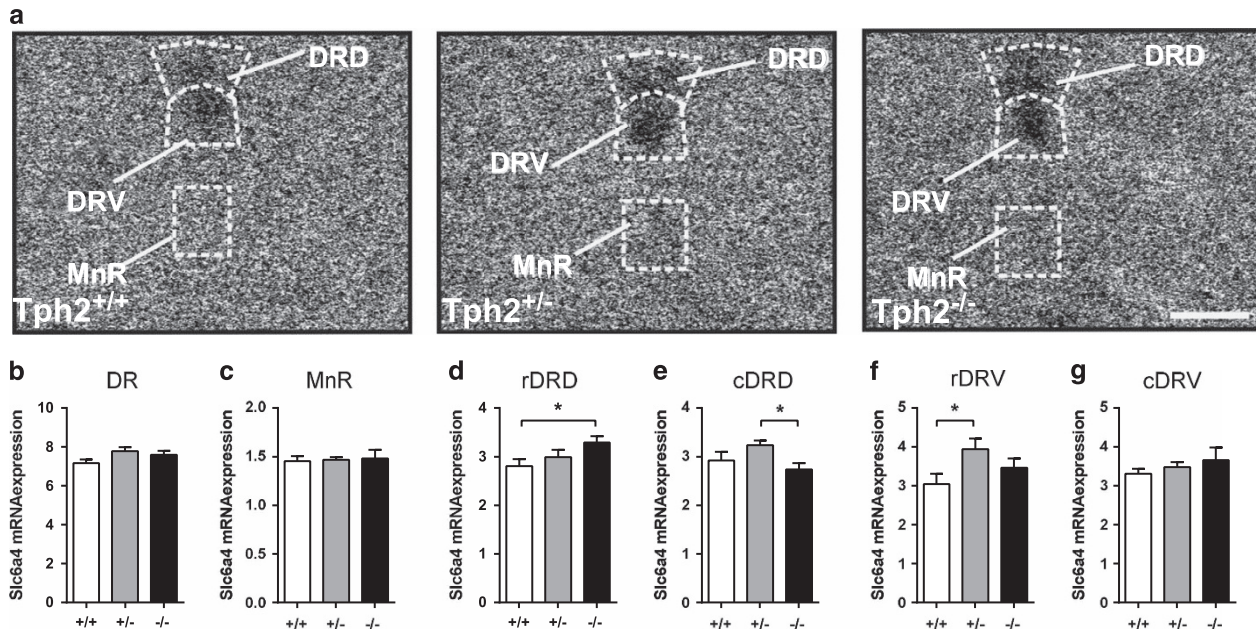 a
DRD
DRV
MnR
Tph2+/+
DRD
DRV
MnR
Tph2+/-
DRD
DRV
MnR
Tph2-/-
b
DR
Slc6a4 mRNAexpression
10
8
6
4
2
0
+/+ +/- -/-
c
MnR
Slc6a4 mRNAexpression
2.0
1.5
1.0
0.5
0.0
+/+ +/- -/-
d
rDRD
Slc6a4 mRNAexpression
4
3
2
1
0
*
+/+ +/- -/-
e
cDRD
Slc6a4 mRNAexpression
4
3
2
1
0
*
+/+ +/- -/-
f
rDRV
Slc6a4 mRNAexpression
5
4
3
2
1
0
*
+/+ +/- -/-
g
cDRV
Slc6a4 mRNAexpression
5
4
3
2
1
0
+/+ +/- -/-